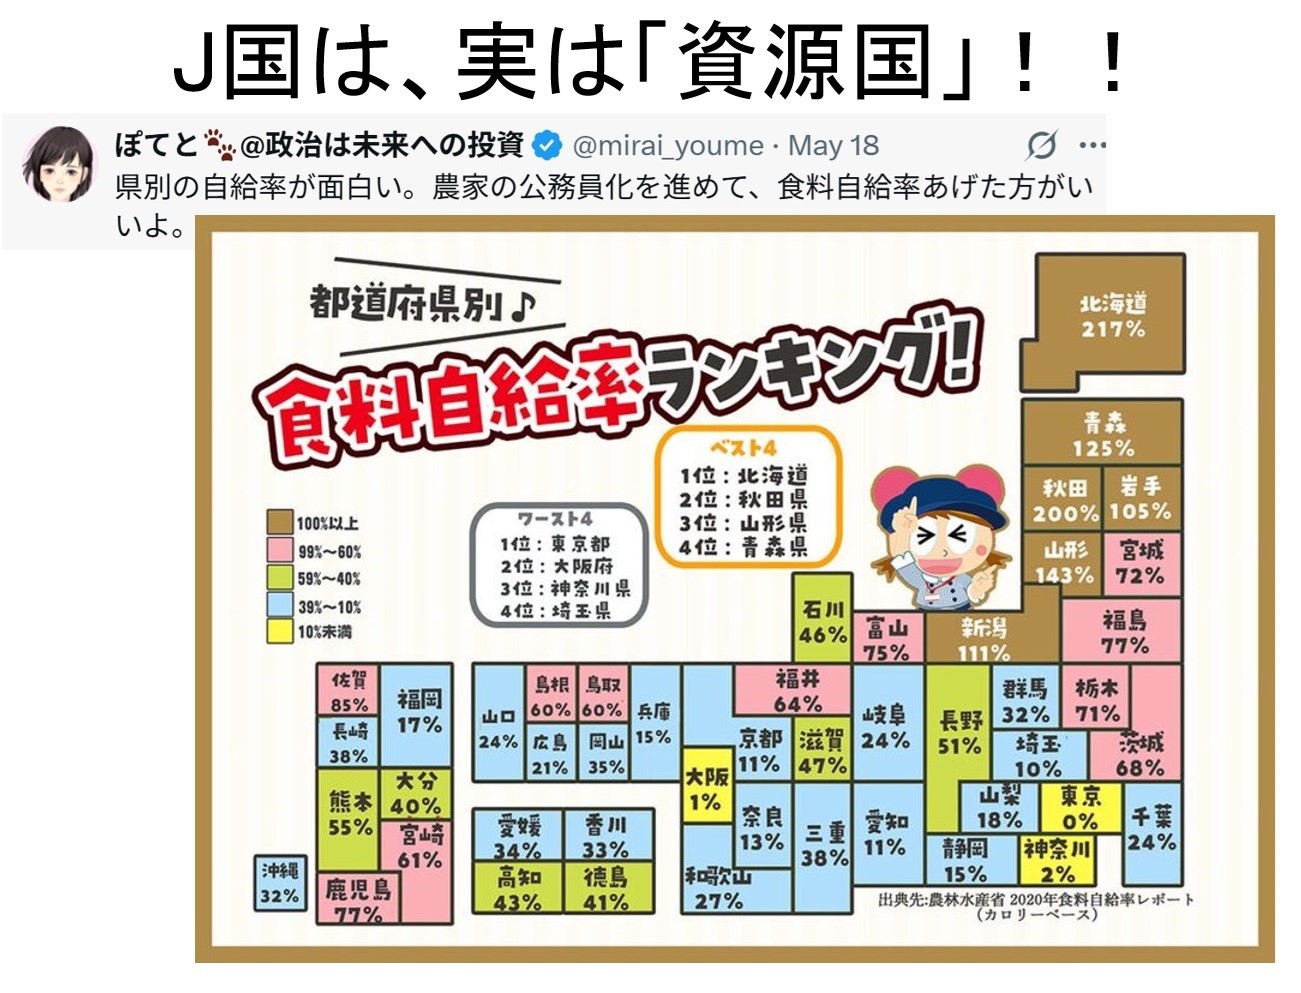 J国は、実は「資源国」！！
ぽてと🐾@政治は未来への投資 @mirai_youme · May 18
県別の自給率が面白い。農家の公務員化を進めて、食料自給率あげた方がい
いよ。
都道府県別♪
食料自給率ランキング!
ベスト4
1位：北海道
2位：秋田県
3位：山形県
4位：青森県
ワースト4
1位：東京都
2位：大阪府
3位：神奈川県
4位：埼玉県
100%以上
99%～60%
59%～40%
39%～10%
10%未満
北海道
217%
青森
125%
秋田
200%
岩手
105%
山形
143%
宮城
72%
石川
46%
富山
75%
新潟
111%
福島
77%
佐賀
85%
福岡
17%
長崎
38%
熊本
55%
大分
40%
宮崎
61%
鹿児島
77%
沖縄
32%
山口
24%
島根
60%
鳥取
60%
広島
21%
岡山
35%
兵庫
15%
愛媛
34%
香川
33%
高知
43%
徳島
41%
福井
64%
京都
11%
滋賀
47%
大阪
1%
奈良
13%
和歌山
27%
三重
38%
岐阜
24%
愛知
11%
長野
51%
群馬
32%
栃木
71%
埼玉
10%
茨城
68%
山梨
18%
東京
0%
千葉
24%
静岡
15%
神奈川
2%
出典先:農林水産省 2020年食料自給率レポート
（カロリーベース）